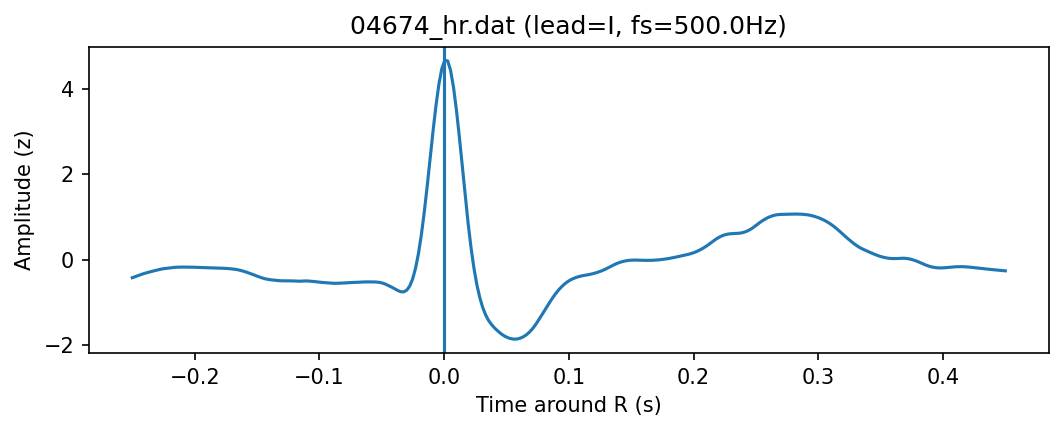 04674_hr.dat (lead=I, fs=500.0Hz)
Amplitude (z)
4
2
0
−2
−0.2 −0.1 0.0 0.1 0.2 0.3 0.4
Time around R (s)